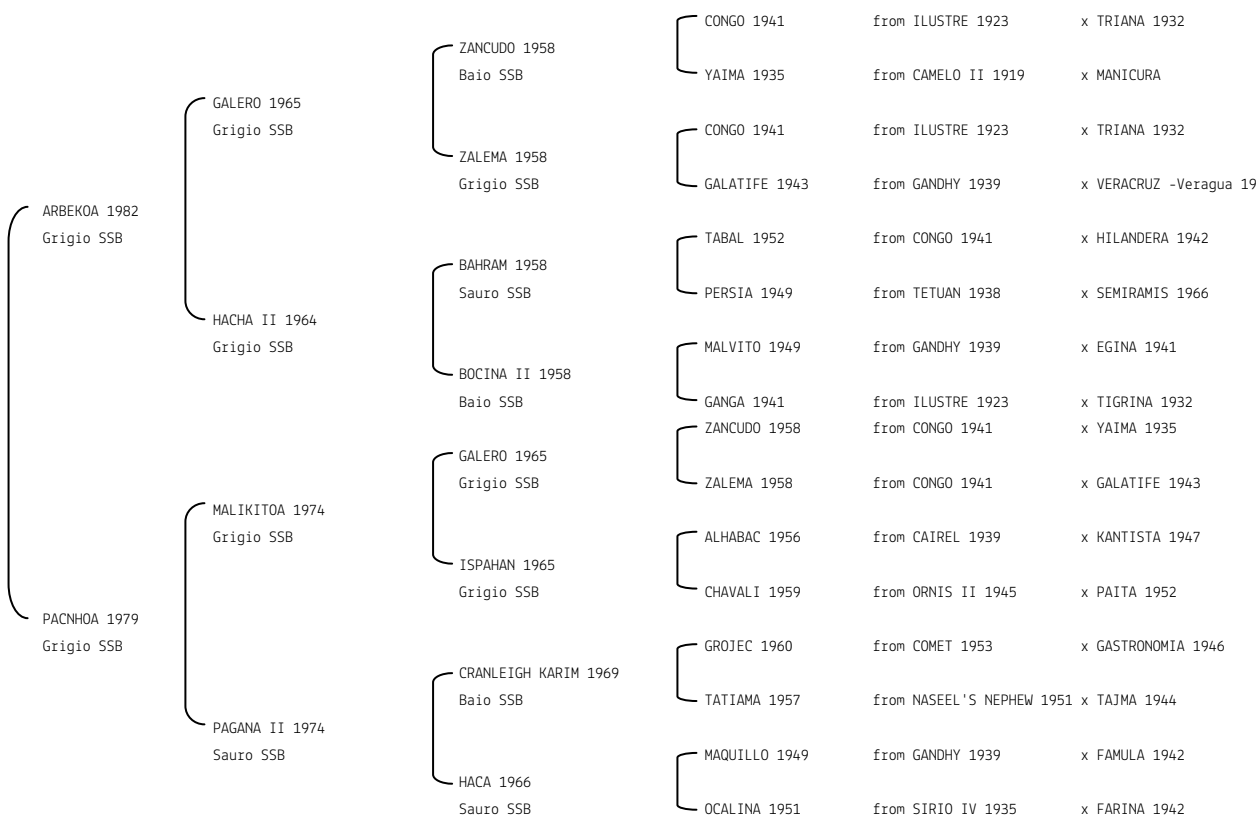 CONGO 1941 from ILUSTRE 1923 x TRIANA 1932
ZANCUDO 1958
Baio SSB YAIMA 1935 from CAMELO II 1919 x MANICURA
GALERO 1965
Grigio SSB CONGO 1941 from ILUSTRE 1923 x TRIANA 1932
ZALEMA 1958
Grigio SSB GALATIFE 1943 from GANDHY 1939 x VERACRUZ -Veragua 19
ARBEKOA 1982
Grigio SSB TABAL 1952 from CONGO 1941 x HILANDERA 1942
BAHRAM 1958
Sauro SSB PERSIA 1949 from TETUAN 1938 x SEMIRAMIS 1966
HACHA II 1964
Grigio SSB MALVITO 1949 from GANDHY 1939 x EGINA 1941
BOCINA II 1958
Baio SSB GANGA 1941 from ILUSTRE 1923 x TIGRINA 1932
ZANCUDO 1958 from CONGO 1941 x YAIMA 1935
GALERO 1965
Grigio SSB ZALEMA 1958 from CONGO 1941 x GALATIFE 1943
MALIKITOA 1974
Grigio SSB ALHABAC 1956 from CAIREL 1939 x KANTISTA 1947
ISPAHAN 1965
Grigio SSB CHAVALI 1959 from ORNIS II 1945 x PAITA 1952
PACNHOA 1979
Grigio SSB GROJEC 1960 from COMET 1953 x GASTRONOMIA 1946
CRANLEIGH KARIM 1969
Baio SSB TATIAMA 1957 from NASEEL'S NEPHEW 1951 x TAJMA 1944
PAGANA II 1974
Sauro SSB MAQUILLO 1949 from GANDHY 1939 x FAMULA 1942
HACA 1966
Sauro SSB OCALINA 1951 from SIRIO IV 1935 x FARINA 1942